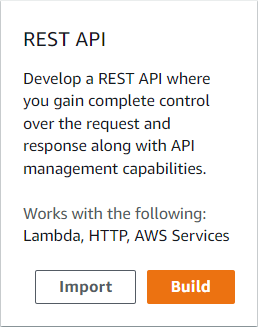 REST API
Develop a REST API where
you gain complete control
over the request and
response along with API
management capabilities.
Works with the following:
Lambda, HTTP, AWS Services
Import
Build